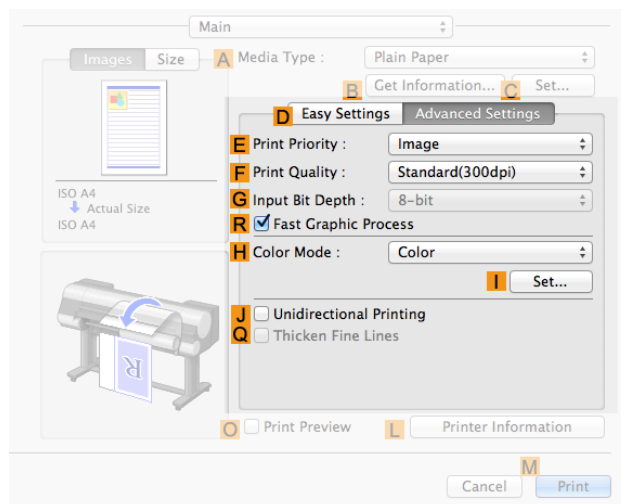 Main
Images Size A Media Type : Plain Paper
B Get Information... C Set...
D Easy Settings Advanced Settings
E Print Priority : Image
F Print Quality : Standard(300dpi)
G Input Bit Depth : 8-bit
R Fast Graphic Process
H Color Mode : Color
I Set...
J Unidirectional Printing
Q Thicken Fine Lines
ISO A4
Actual Size
ISO A4
R
O Print Preview L Printer Information
M
Cancel Print